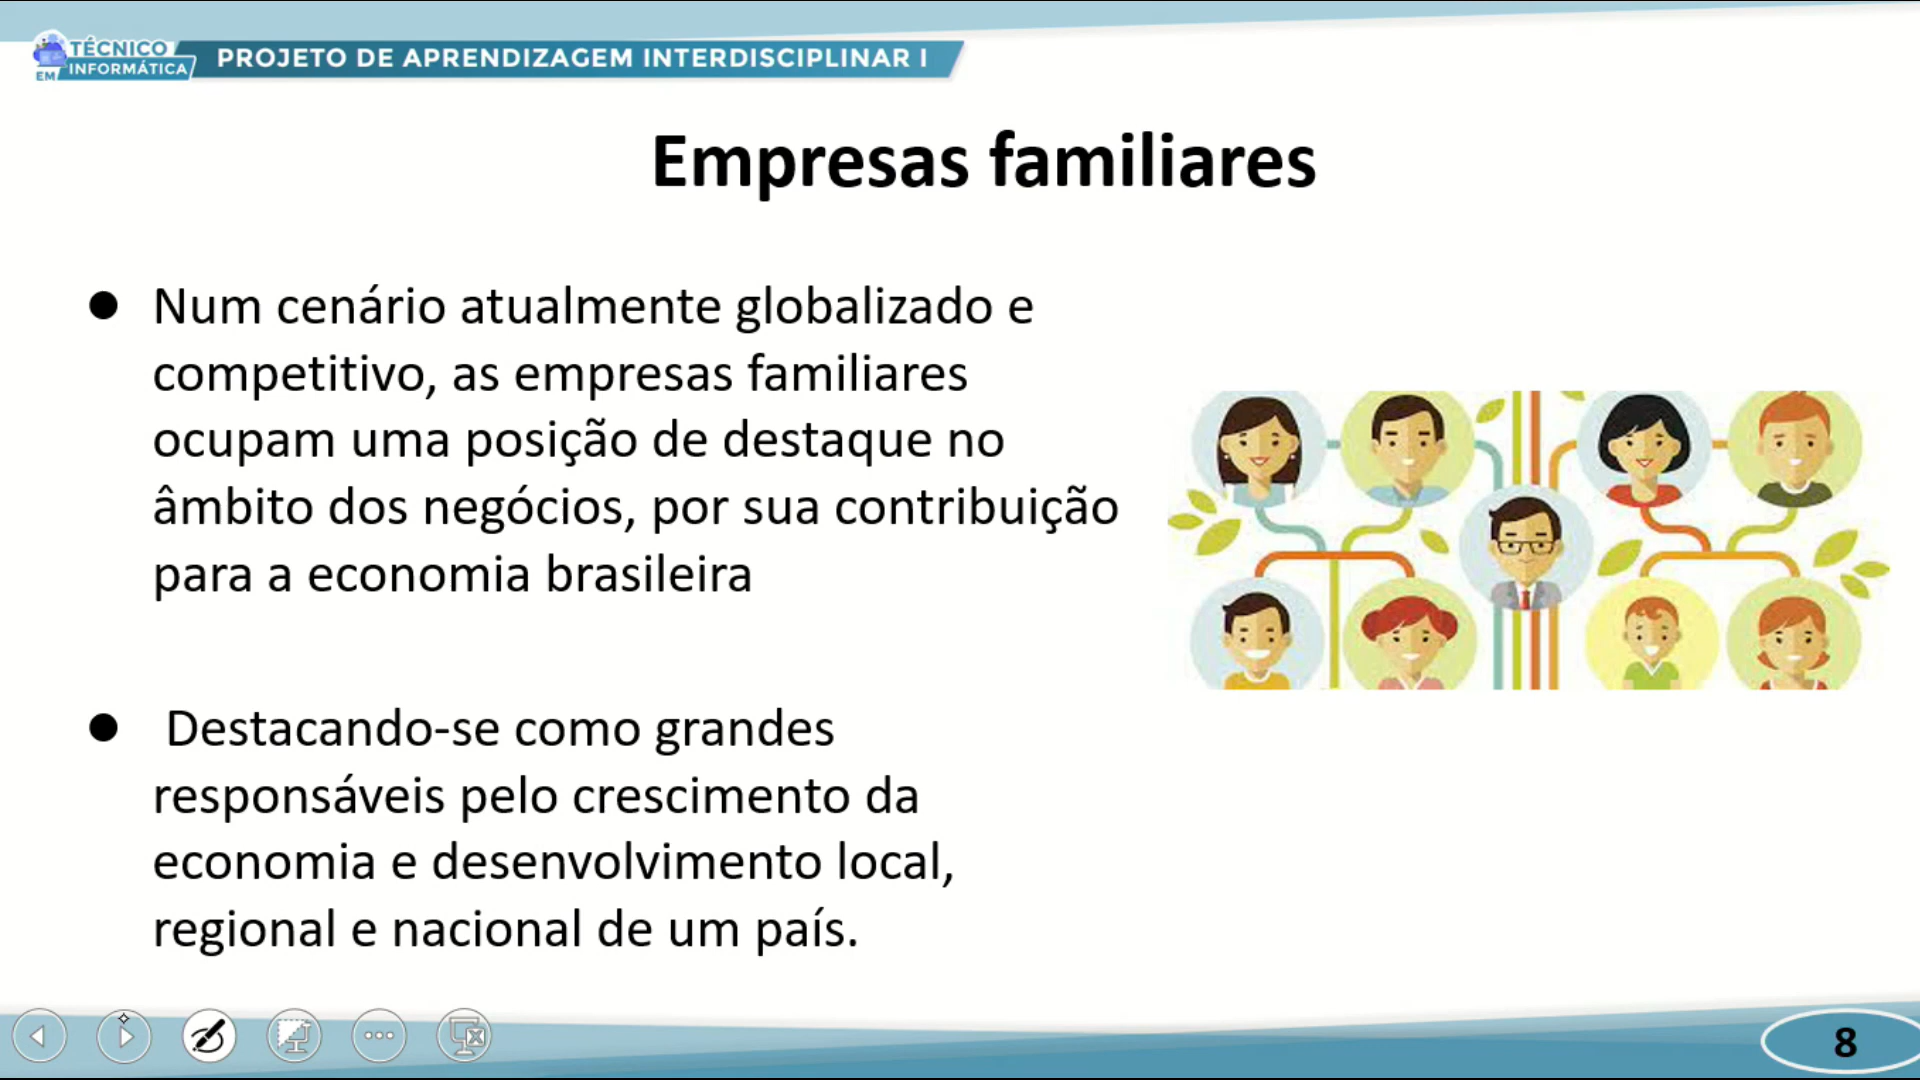 TÉCNICO
EM INFORMÁTICA
PROJETO DE APRENDIZAGEM INTERDISCIPLINAR I
Empresas familiares
● Num cenário atualmente globalizado e
competitivo, as empresas familiares
ocupam uma posição de destaque no
âmbito dos negócios, por sua contribuição
para a economia brasileira
● Destacando-se como grandes
responsáveis pelo crescimento da
economia e desenvolvimento local,
regional e nacional de um país.
8